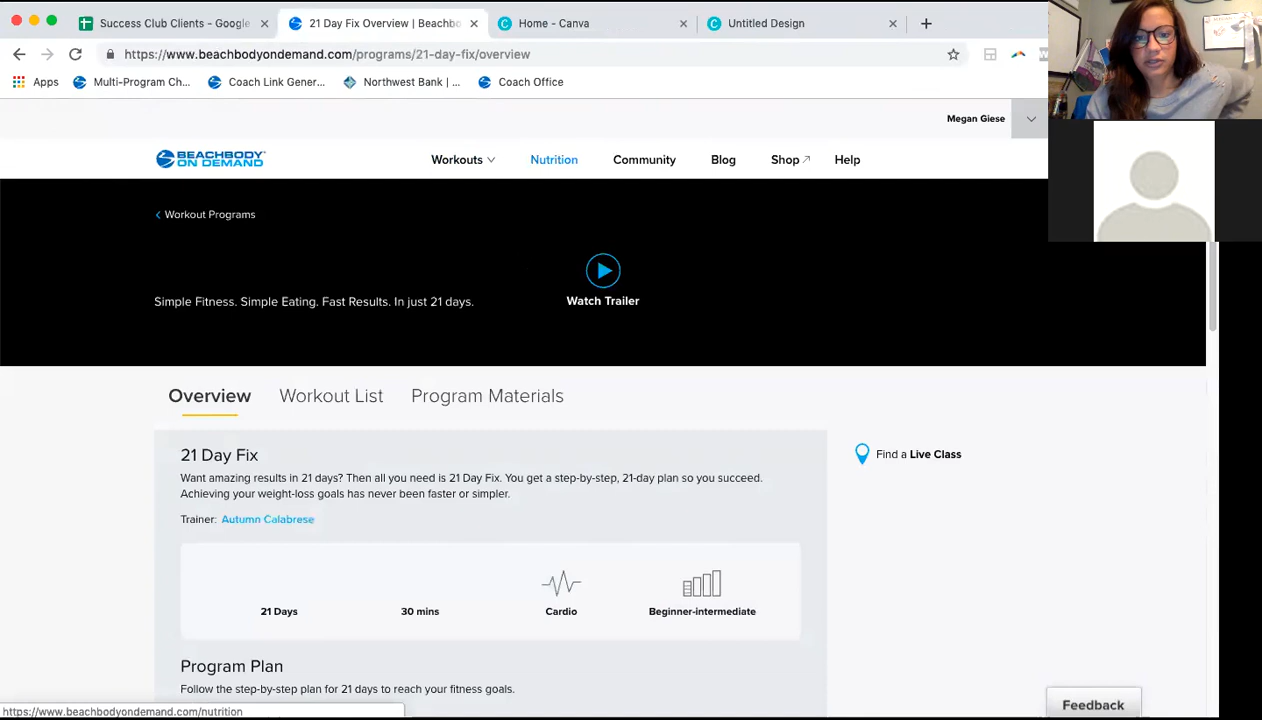 Success Club Clients - Google
21 Day Fix Overview | Beachbo
Home - Canva
Untitled Design
https://www.beachbodyondemand.com/programs/21-day-fix/overview
Apps
Multi-Program Ch...
Coach Link Gener...
Northwest Bank | ...
Coach Office
Megan Giese
BEACHBODY
ON DEMAND
Workouts
Nutrition
Community
Blog
Shop
Help
Workout Programs
Watch Trailer
Simple Fitness. Simple Eating. Fast Results. In just 21 days.
Overview
Workout List
Program Materials
21 Day Fix
Want amazing results in 21 days? Then all you need is 21 Day Fix. You get a step-by-step, 21-day plan so you succeed.
Achieving your weight-loss goals has never been faster or simpler.
Trainer: Autumn Calabrese
Find a Live Class
21 Days
30 mins
Cardio
Beginner-intermediate
Program Plan
Follow the step-by-step plan for 21 days to reach your fitness goals.
Feedback
https://www.beachbodyondemand.com/nutrition